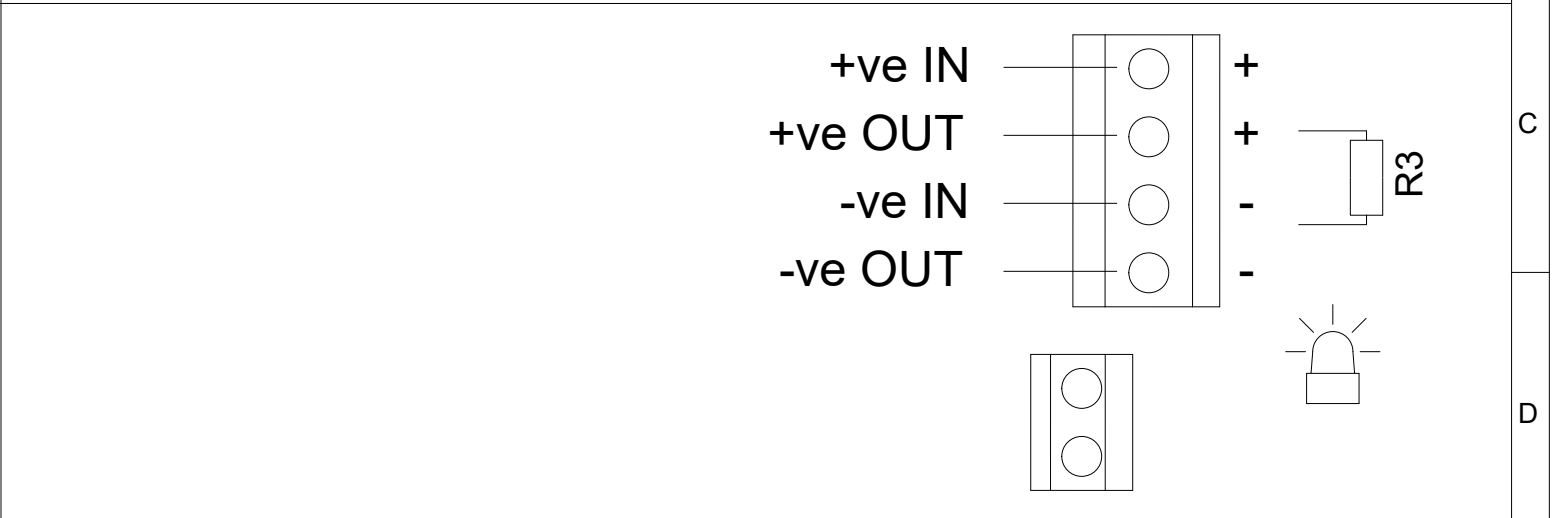 +ve IN +
+ve OUT +
-ve IN -
-ve OUT -
R3
C
D